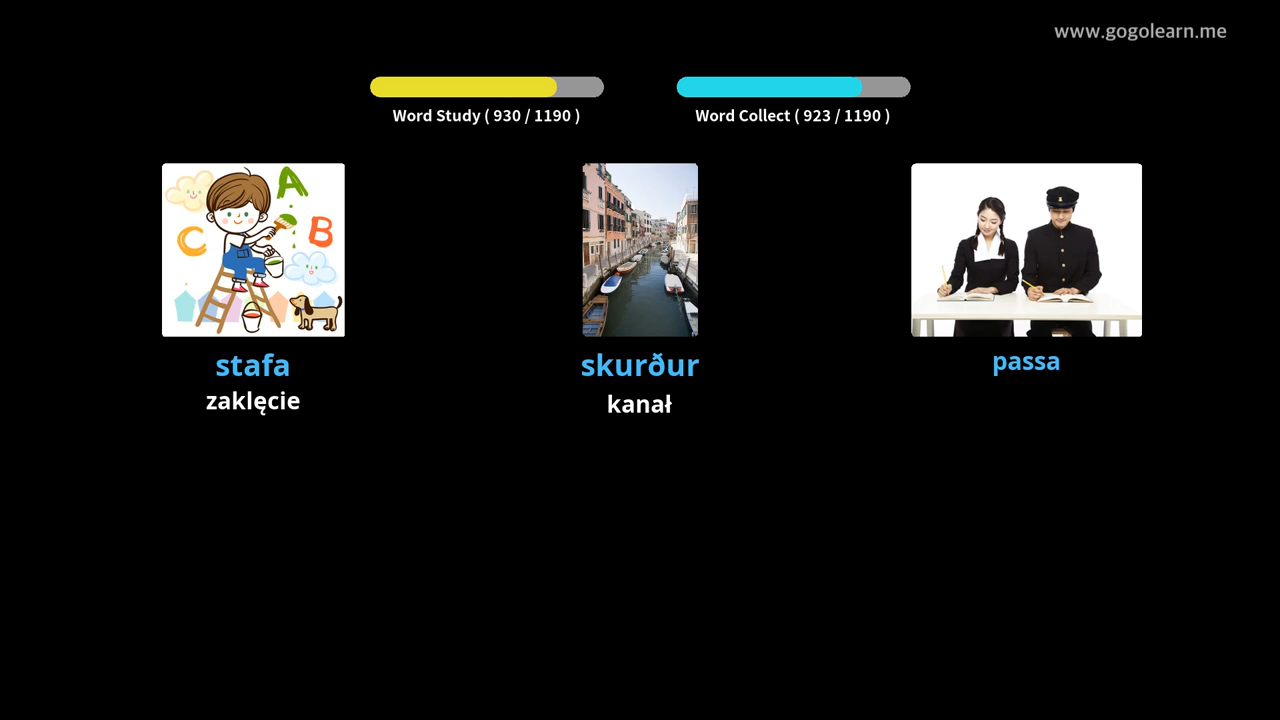 www.gogolearn.me
Word Study ( 930 / 1190 )
Word Collect ( 923 / 1190 )
A
B
C
stafa
zaklęcie
skurður
kanał
passa